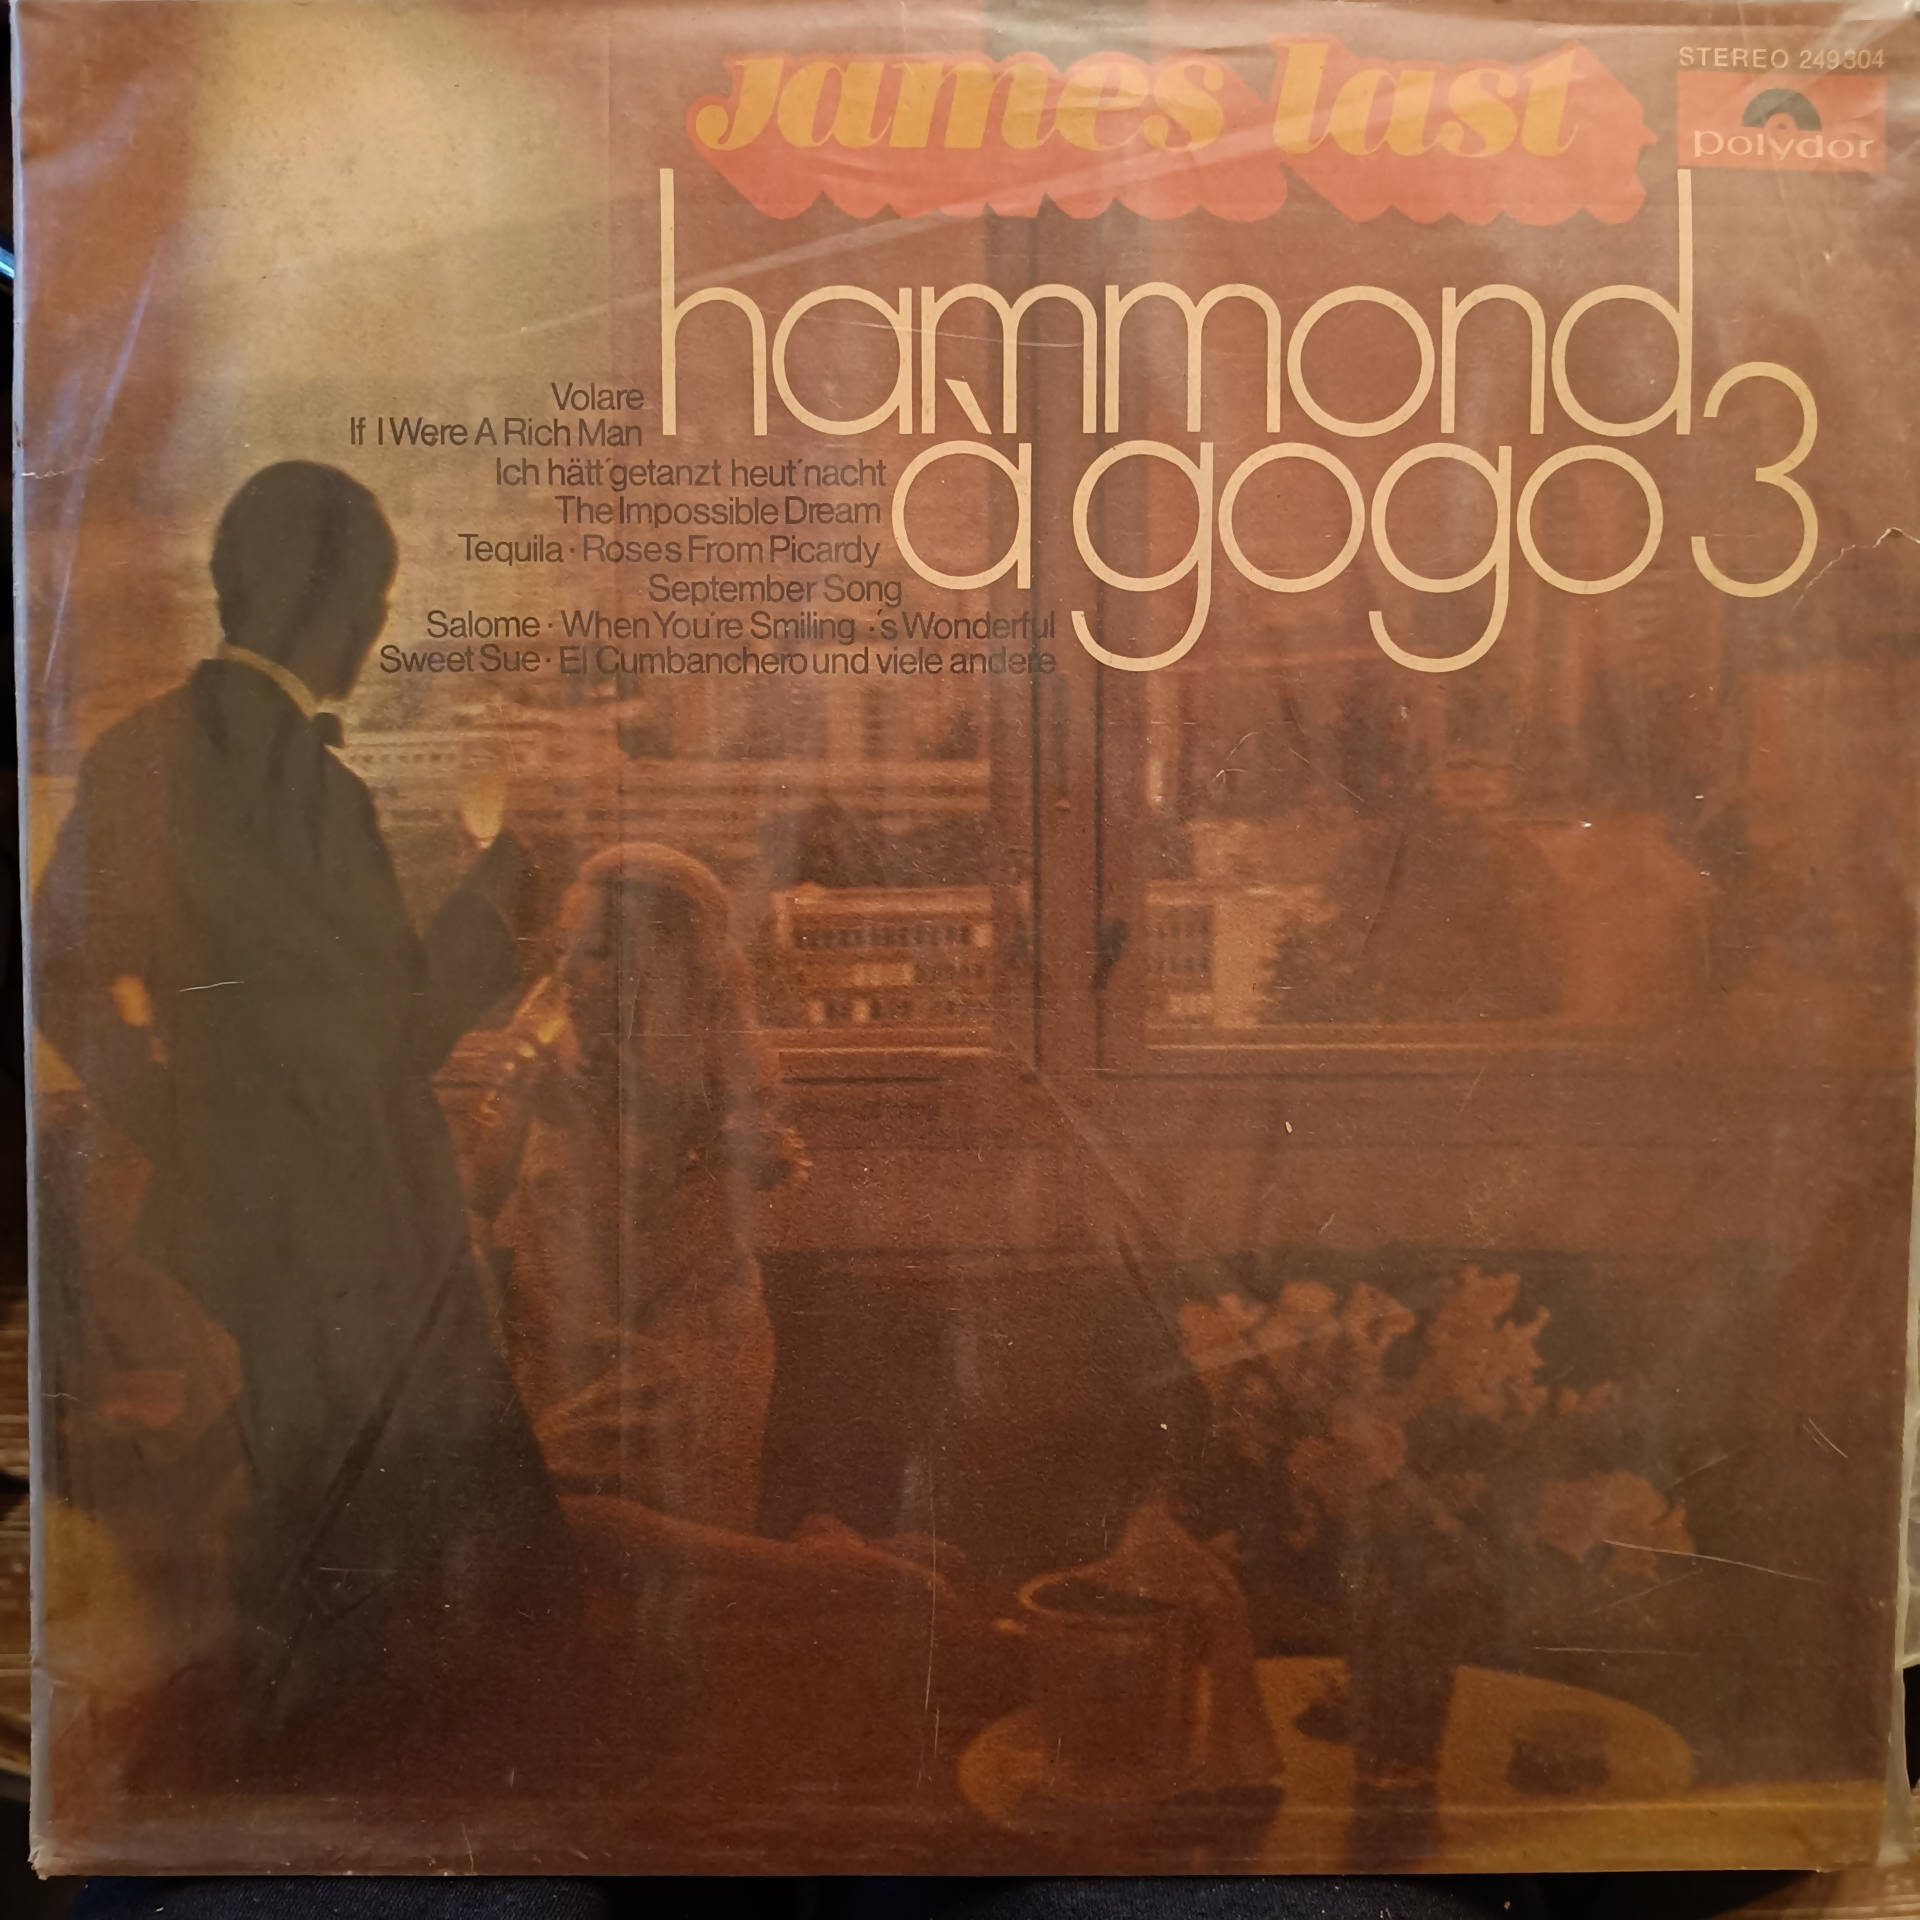 james last
STEREO 249304
polydor
hammond
à gogo 3
Volare
If I Were A Rich Man
Ich hätt´getanzt heut´nacht
The Impossible Dream
Tequila · Roses From Picardy
September Song
Salome · When You're Smiling · ´s Wonderful
Sweet Sue · El Cumbanchero und viele andere